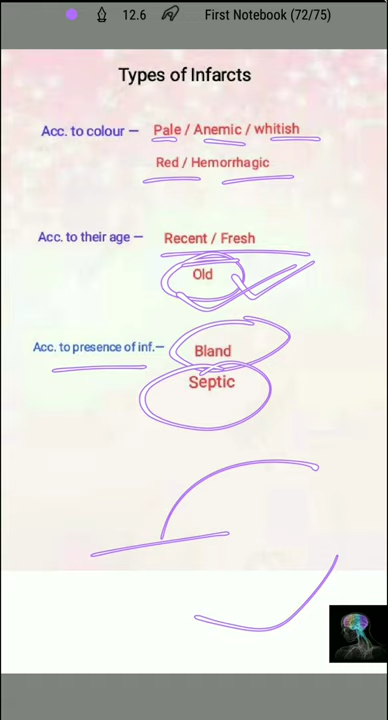 12.6 First Notebook (72/75)
Types of Infarcts
Acc. to colour – Pale / Anemic / whitish
Red / Hemorrhagic
Acc. to their age – Recent / Fresh
Old
Acc. to presence of inf.– Bland
Septic